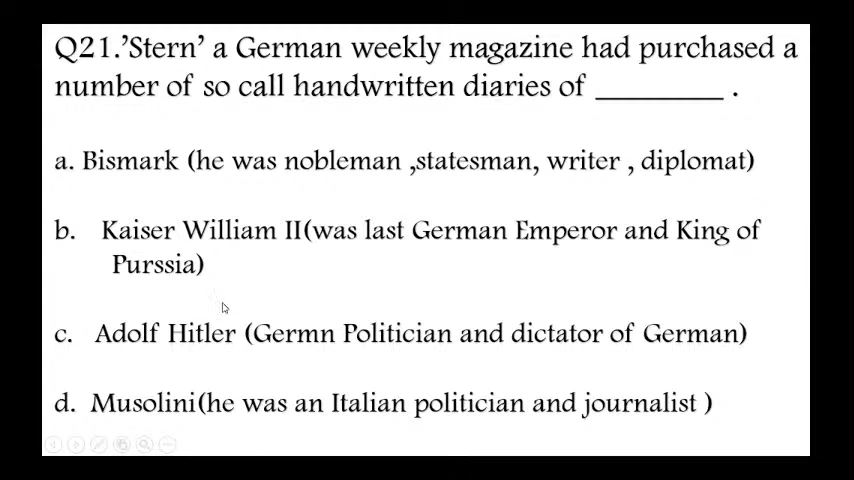 Q21.'Stern' a German weekly magazine had purchased a
number of so call handwritten diaries of ________ .
a. Bismark (he was nobleman ,statesman, writer , diplomat)
b. Kaiser William II(was last German Emperor and King of
Purssia)
c. Adolf Hitler (Germn Politician and dictator of German)
d. Musolini(he was an Italian politician and journalist )